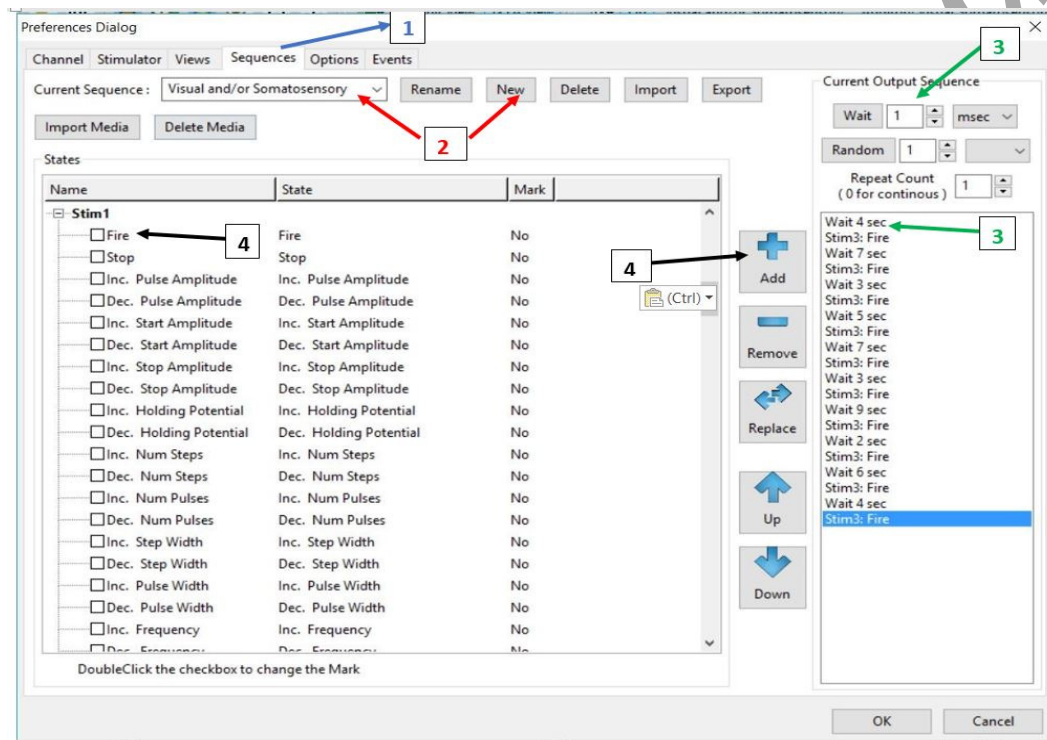 Preferences Dialog
1
Channel Stimulator Views Sequences Options Events
3
Current Sequence : Visual and/or Somatosensory Rename New Delete Import Export
Import Media Delete Media
2
States
Name State Mark
Stim1
Fire Fire No
4
Stop Stop No
Inc. Pulse Amplitude Inc. Pulse Amplitude No
Dec. Pulse Amplitude Dec. Pulse Amplitude No
Inc. Start Amplitude Inc. Start Amplitude No
Dec. Start Amplitude Dec. Start Amplitude No
Inc. Stop Amplitude Inc. Stop Amplitude No
Dec. Stop Amplitude Dec. Stop Amplitude No
Inc. Holding Potential Inc. Holding Potential No
Dec. Holding Potential Dec. Holding Potential No
Inc. Num Steps Inc. Num Steps No
Dec. Num Steps Dec. Num Steps No
Inc. Num Pulses Inc. Num Pulses No
Dec. Num Pulses Dec. Num Pulses No
Inc. Step Width Inc. Step Width No
Dec. Step Width Dec. Step Width No
Inc. Pulse Width Inc. Pulse Width No
Dec. Pulse Width Dec. Pulse Width No
Inc. Frequency Inc. Frequency No
Dec. Frequency Dec. Frequency No
DoubleClick the checkbox to change the Mark
4
(Ctrl)
Add
Remove
Replace
Up
Down
Current Output Sequence
Wait 1 msec
Random 1
Repeat Count
( 0 for continous ) 1
Wait 4 sec
3
Stim3: Fire
Wait 7 sec
Stim3: Fire
Wait 3 sec
Stim3: Fire
Wait 5 sec
Stim3: Fire
Wait 7 sec
Stim3: Fire
Wait 3 sec
Stim3: Fire
Wait 9 sec
Stim3: Fire
Wait 2 sec
Stim3: Fire
Wait 6 sec
Stim3: Fire
Wait 4 sec
Stim3: Fire
OK Cancel